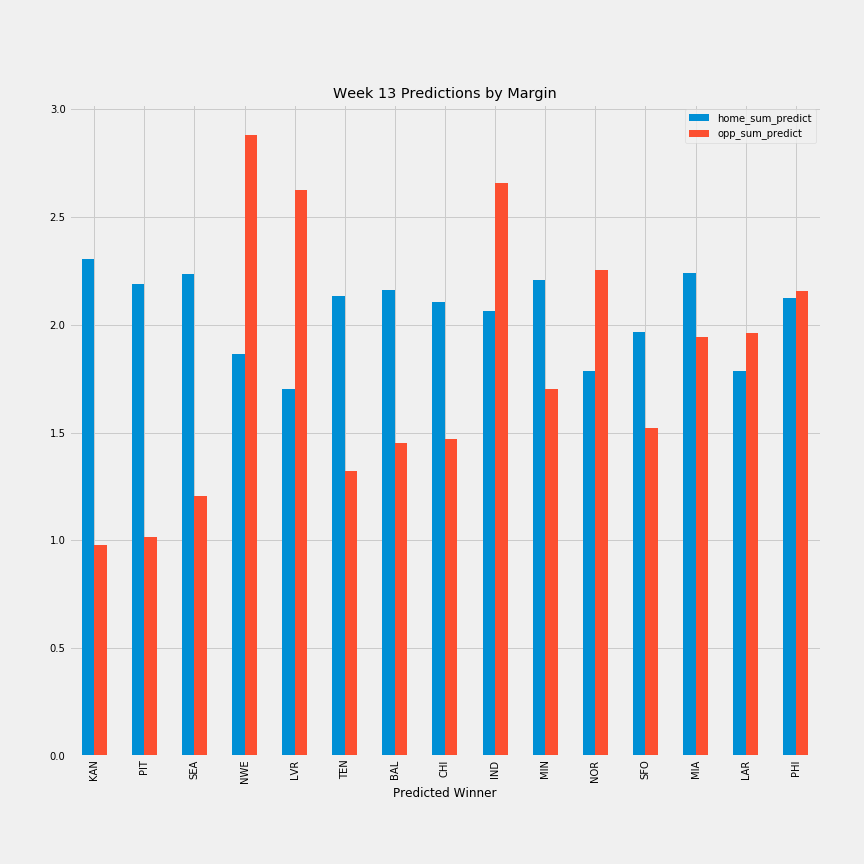 Week 13 Predictions by Margin
home_sum_predict
opp_sum_predict
3.0
2.5
2.0
1.5
1.0
0.5
0.0
KAN
PIT
SEA
NWE
LVR
TEN
BAL
CHI
IND
MIN
NOR
SFO
MIA
LAR
PHI
Predicted Winner